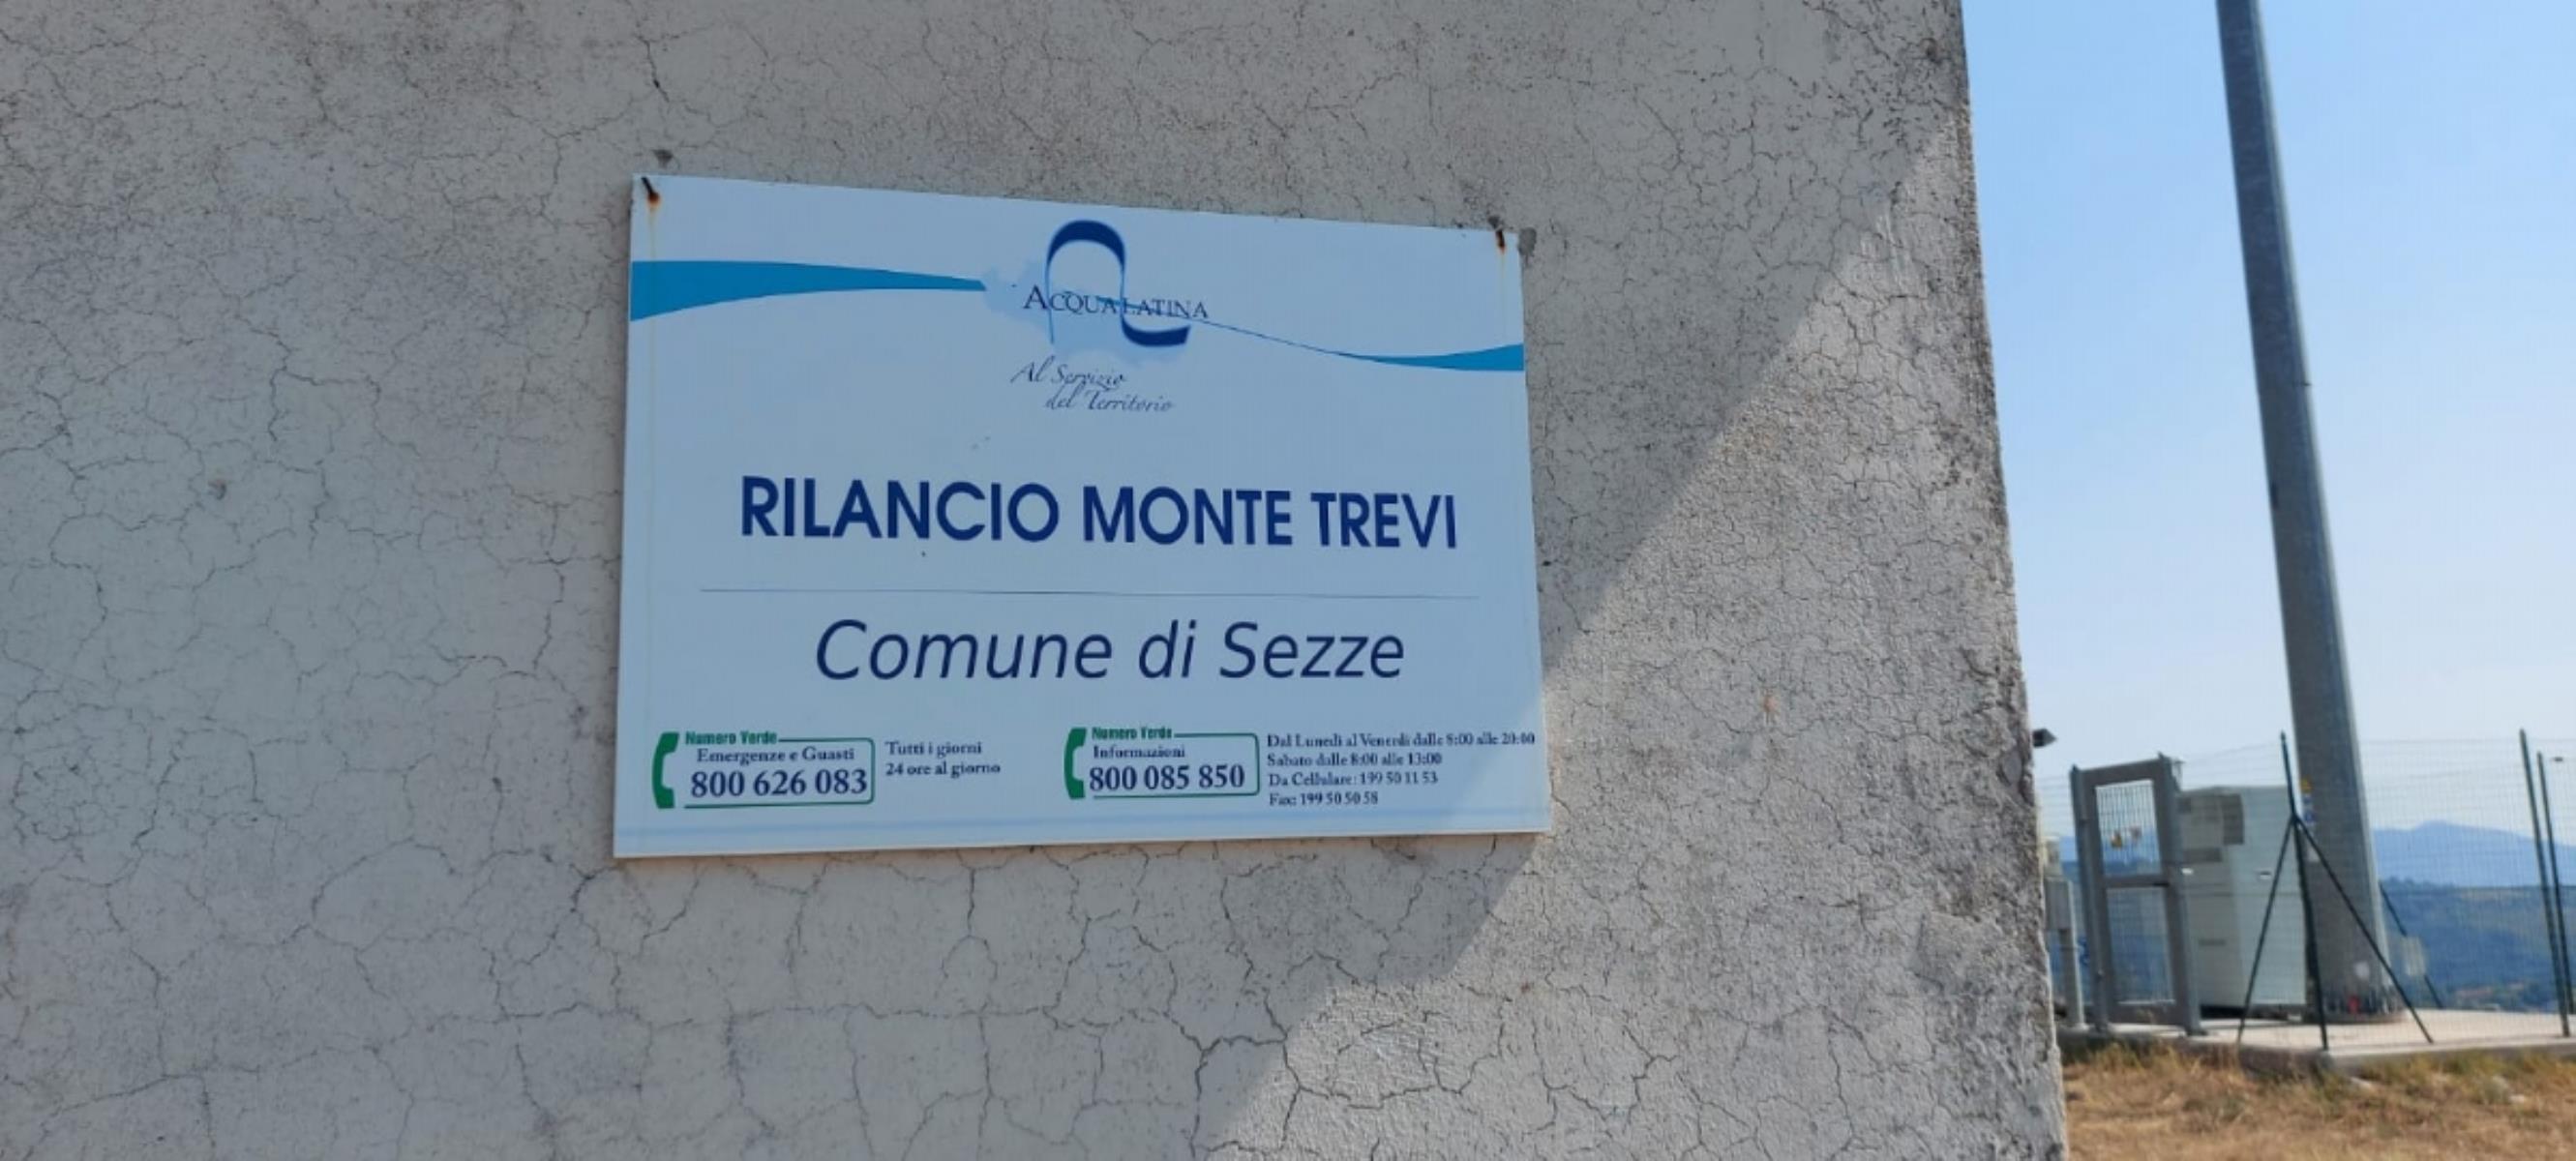 ACQUALATINA
Al Servizio
del Territorio
RILANCIO MONTE TREVI
Comune di Sezze
Numero Verde
Emergenze e Guasti
800 626 083
Tutti i giorni
24 ore al giorno
Numero Verde
Informazioni
800 085 850
Dal Lunedì al Venerdì dalle 8:00 alle 20:00
Sabato dalle 8:00 alle 13:00
Da Cellulare: 199 50 11 53
Fax: 199 50 50 58